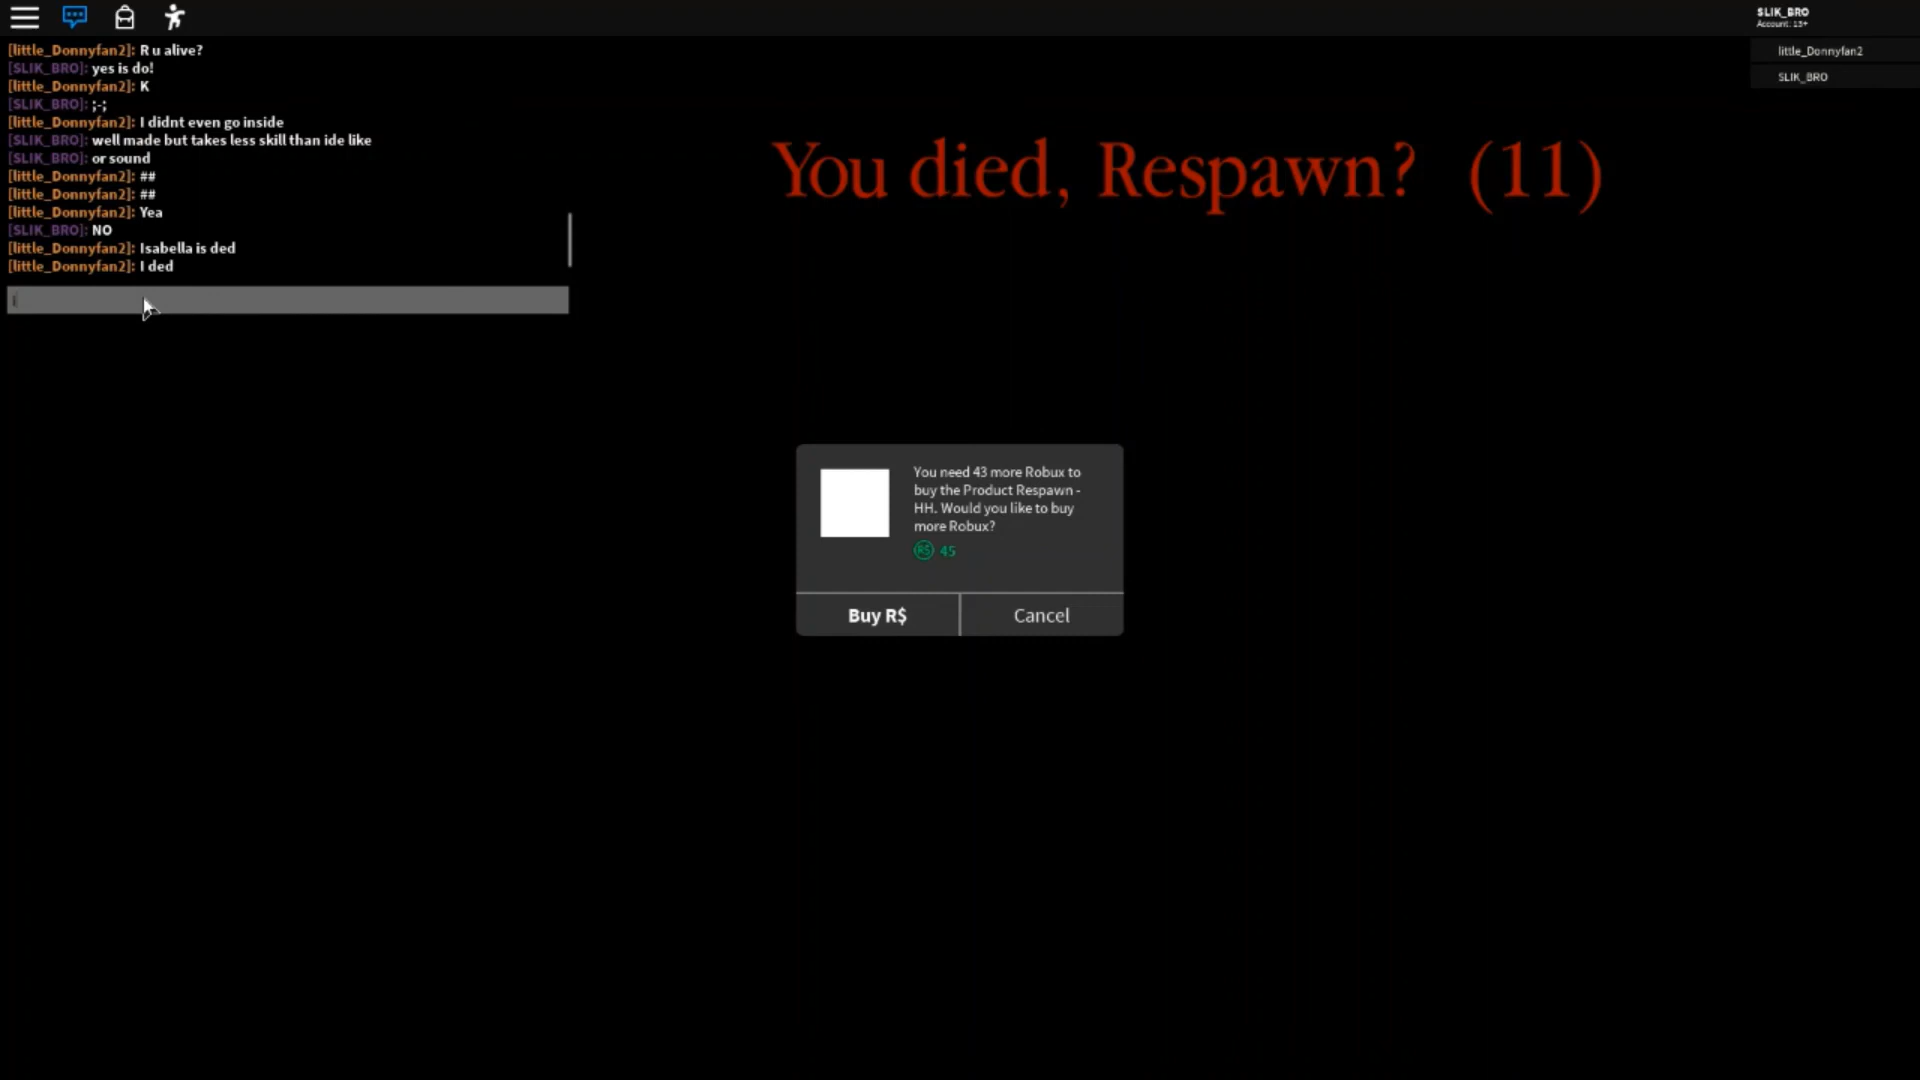 SLIK_BRO
Account: 13+
little_Donnyfan2
SLIK_BRO
[little_Donnyfan2]: R u alive?
[SLIK_BRO]: yes is do!
[little_Donnyfan2]: K
[SLIK_BRO]: ;-;
[little_Donnyfan2]: I didnt even go inside
[SLIK_BRO]: well made but takes less skill than ide like
[SLIK_BRO]: or sound
[little_Donnyfan2]: ##
[little_Donnyfan2]: ##
[little_Donnyfan2]: Yea
[SLIK_BRO]: NO
[little_Donnyfan2]: Isabella is ded
[little_Donnyfan2]: I ded
You died, Respawn? (11)
You need 43 more Robux to
buy the Product Respawn -
HH. Would you like to buy
more Robux?
R$ 45
Buy R$
Cancel